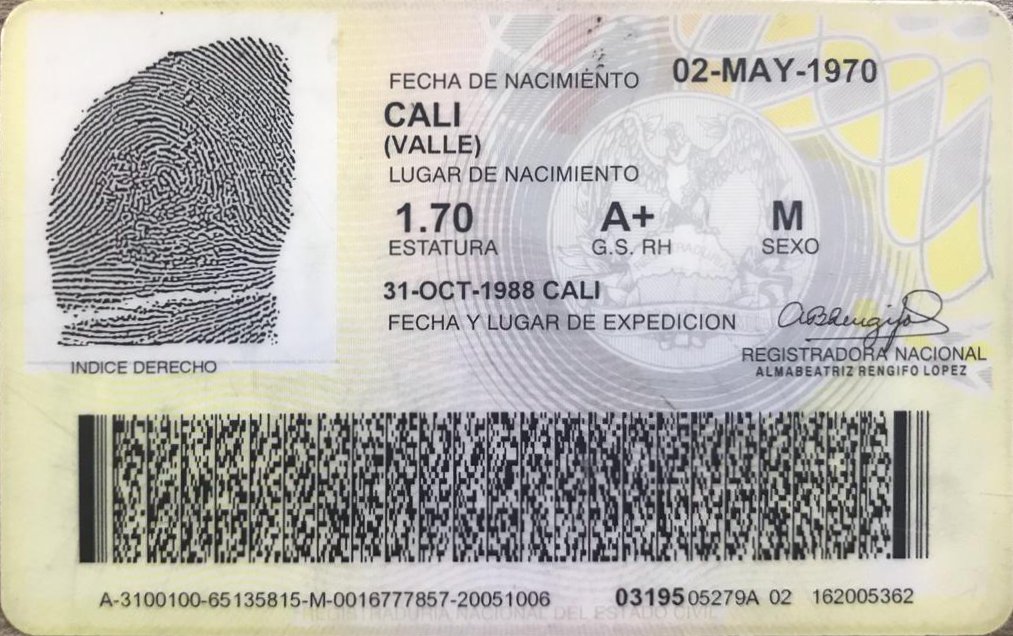 FECHA DE NACIMIENTO 02-MAY-1970
CALI
(VALLE)
LUGAR DE NACIMIENTO
1.70 A+ M
ESTATURA G.S. RH SEXO
31-OCT-1988 CALI
FECHA Y LUGAR DE EXPEDICION
REGISTRADORA NACIONAL
ALMABEATRIZ RENGIFO LOPEZ
INDICE DERECHO
A-3100100-65135815-M-0016777857-20051006 03195 05279A 02 162005362
REGISTRADURIA NACIONAL DEL ESTADO CIVIL